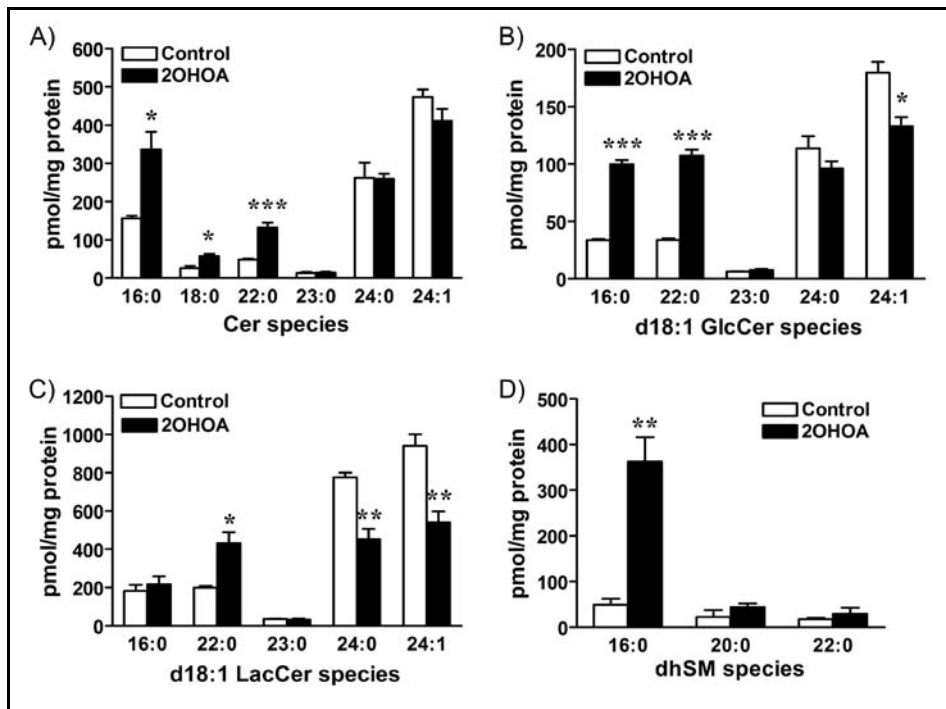 A)
600
500
400
300
200
100
0
pmol/mg protein
Control
2OHOA
*
*
***
16:0 18:0 22:0 23:0 24:0 24:1
Cer species
B)
200
150
100
50
0
pmol/mg protein
Control
2OHOA
***
***
*
16:0 22:0 23:0 24:0 24:1
d18:1 GlcCer species
C)
1200
1000
800
600
400
200
0
pmol/mg protein
Control
2OHOA
*
**
**
16:0 22:0 23:0 24:0 24:1
d18:1 LacCer species
D)
500
400
300
200
100
0
pmol/mg protein
Control
2OHOA
**
16:0 20:0 22:0
dhSM species